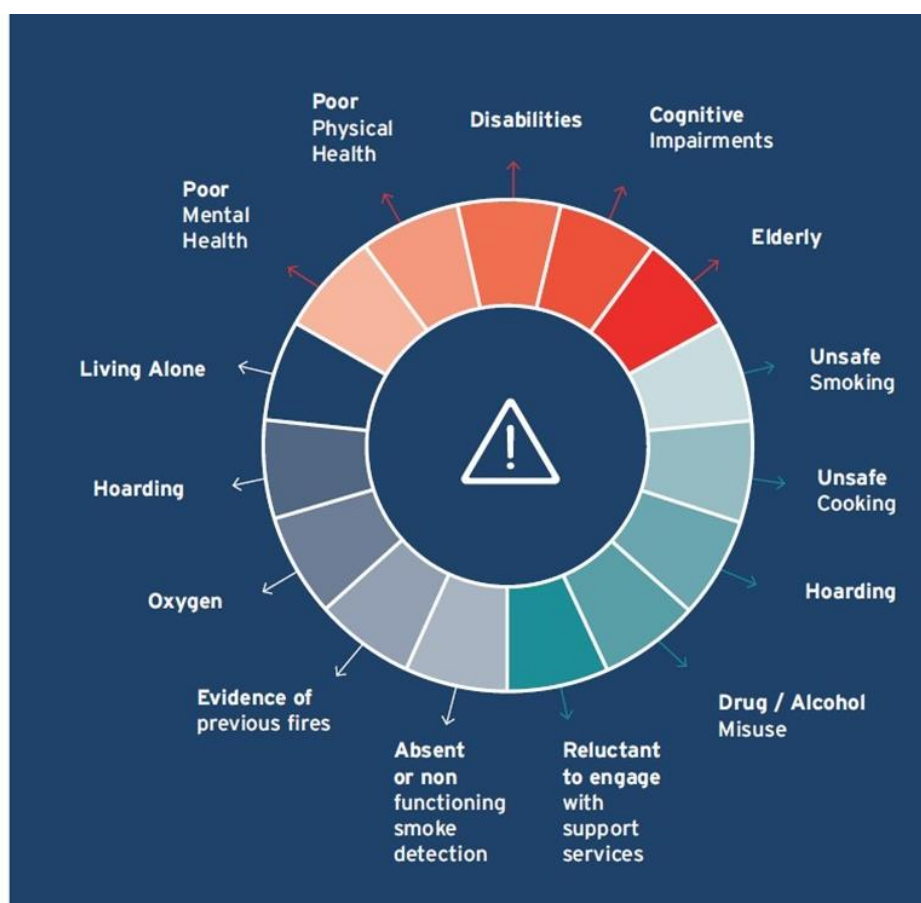 Poor
Physical
Health
Disabilities
Cognitive
Impairments
Poor
Mental
Health
Elderly
Living Alone
Unsafe
Smoking
Hoarding
Unsafe
Cooking
Oxygen
Hoarding
Evidence of
previous fires
Drug / Alcohol
Misuse
Absent
or non
functioning
smoke
detection
Reluctant
to engage
with
support
services